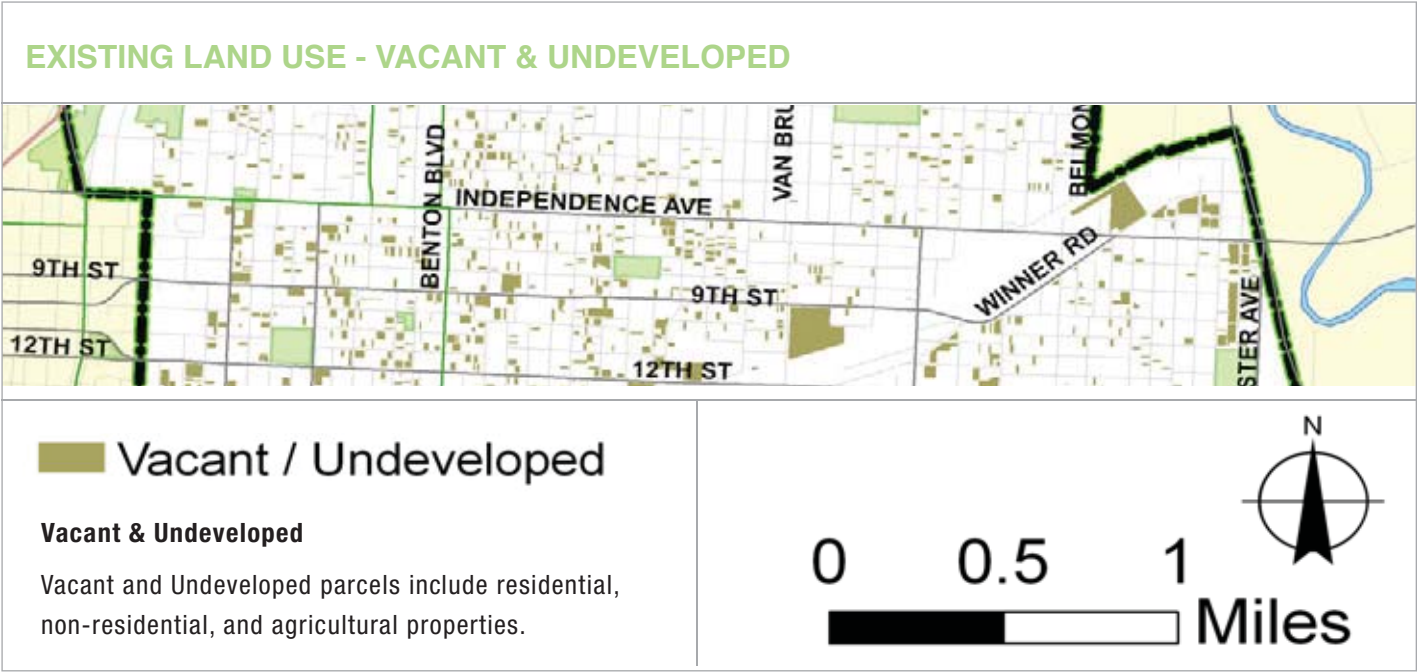 EXISTING LAND USE - VACANT & UNDEVELOPED
BELMON
VAN BRU
BENTON BLVD
INDEPENDENCE AVE
9TH ST
WINNER RD
9TH ST
STER AVE
12TH ST
12TH ST
Vacant / Undeveloped
Vacant & Undeveloped
Vacant and Undeveloped parcels include residential,
non-residential, and agricultural properties.
N
0 0.5 1
Miles